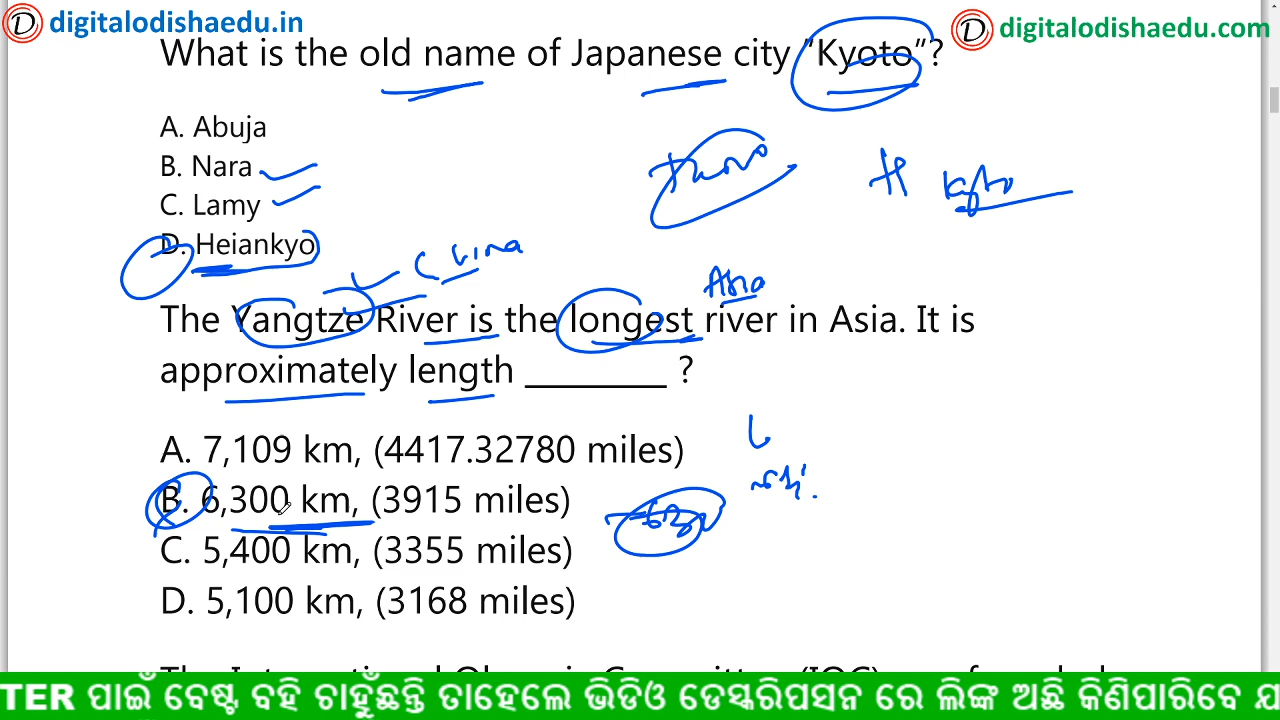 digitalodishaedu.in
digitalodishaedu.com
What is the old name of Japanese city “Kyoto”?
A. Abuja
B. Nara
C. Lamy
D. Heiankyo
# Kyoto
China
Asia
The Yangtze River is the longest river in Asia. It is
approximately length ________ ?
A. 7,109 km, (4417.32780 miles)
B. 6,300 km, (3915 miles)
C. 5,400 km, (3355 miles)
D. 5,100 km, (3168 miles)
TER ପାଇଁ ବେଷ୍ଟ ବହି ଚାହୁଁଛନ୍ତି ତାହେଲେ ଭିଡିଓ ଡେସ୍କରିପସନ ରେ ଲିଙ୍କ ଅଛି କିଣିପାରିବେ ଯ